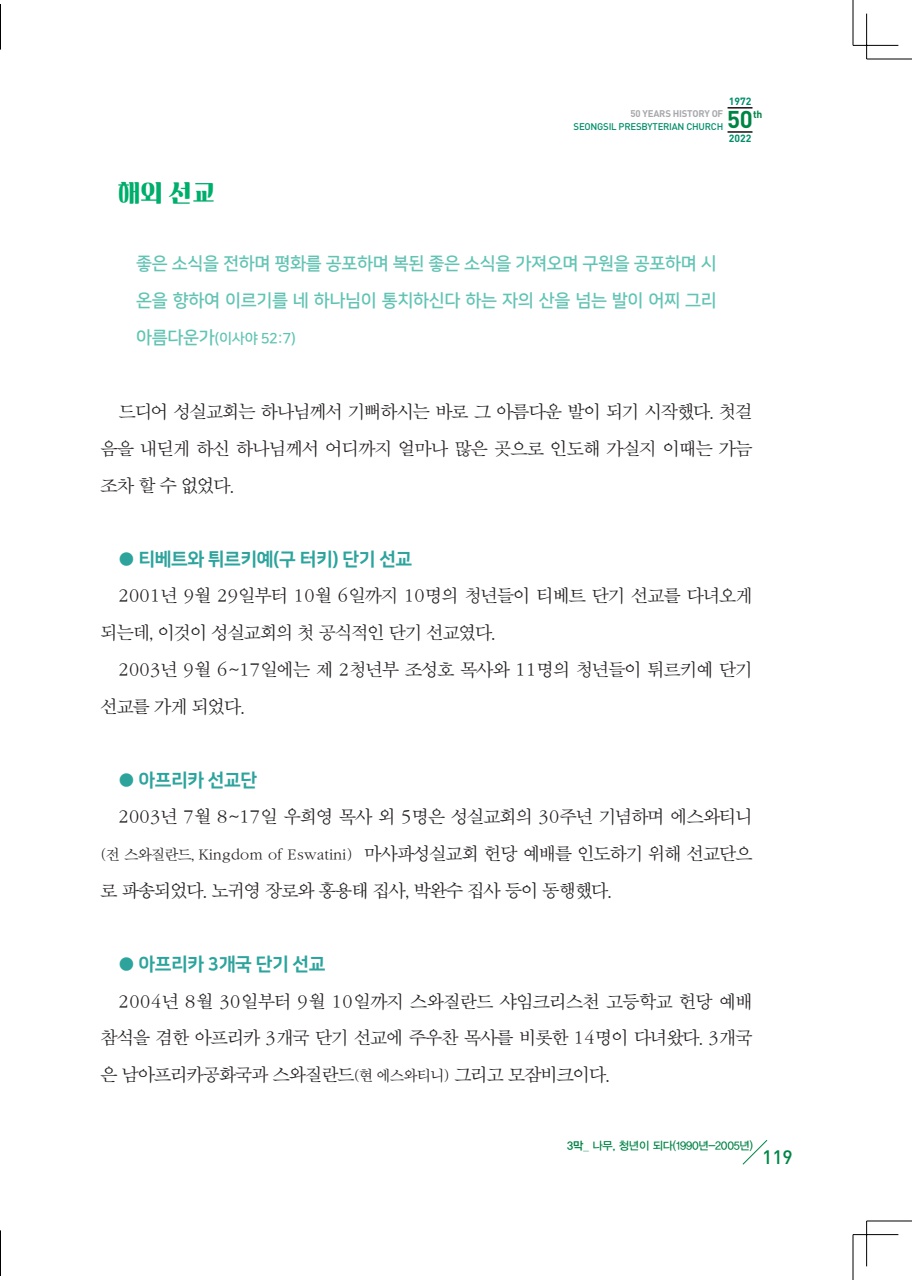 1972
50 YEARS HISTORY OF
SEONGSIL PRESBYTERIAN CHURCH
50th
2022
해외 선교
좋은 소식을 전하며 평화를 공포하며 복된 좋은 소식을 가져오며 구원을 공포하며 시
온을 향하여 이르기를 네 하나님이 통치하신다 하는 자의 산을 넘는 발이 어찌 그리
아름다운가(이사야 52:7)
드디어 성실교회는 하나님께서 기뻐하시는 바로 그 아름다운 발이 되기 시작했다. 첫걸
음을 내딛게 하신 하나님께서 어디까지 얼마나 많은 곳으로 인도해 가실지 이때는 가늠
조차 할 수 없었다.
● 티베트와 튀르키예(구 터키) 단기 선교
2001년 9월 29일부터 10월 6일까지 10명의 청년들이 티베트 단기 선교를 다녀오게
되는데, 이것이 성실교회의 첫 공식적인 단기 선교였다.
2003년 9월 6~17일에는 제 2청년부 조성호 목사와 11명의 청년들이 튀르키예 단기
선교를 가게 되었다.
● 아프리카 선교단
2003년 7월 8~17일 우희영 목사 외 5명은 성실교회의 30주년 기념하며 에스와티니
(전 스와질란드, Kingdom of Eswatini) 마사파성실교회 헌당 예배를 인도하기 위해 선교단으
로 파송되었다. 노귀영 장로와 홍용태 집사, 박완수 집사 등이 동행했다.
● 아프리카 3개국 단기 선교
2004년 8월 30일부터 9월 10일까지 스와질란드 샤임크리스천 고등학교 헌당 예배
참석을 겸한 아프리카 3개국 단기 선교에 주우찬 목사를 비롯한 14명이 다녀왔다. 3개국
은 남아프리카공화국과 스와질란드(현 에스와티니) 그리고 모잠비크이다.
3막_ 나무, 청년이 되다(1990년-2005년)
119